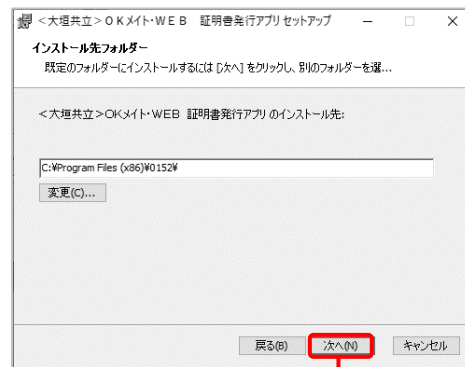 <大垣共立>OKメイト・WEB　証明書発行アプリ セットアップ
インストール先フォルダー
既定のフォルダーにインストールするには [次へ] をクリックし、別のフォルダーを選...
<大垣共立>OKメイト・WEB 証明書発行アプリ のインストール先:
C:¥Program Files (x86)¥0152¥
変更(C)...
戻る(B) 次へ(N) キャンセル